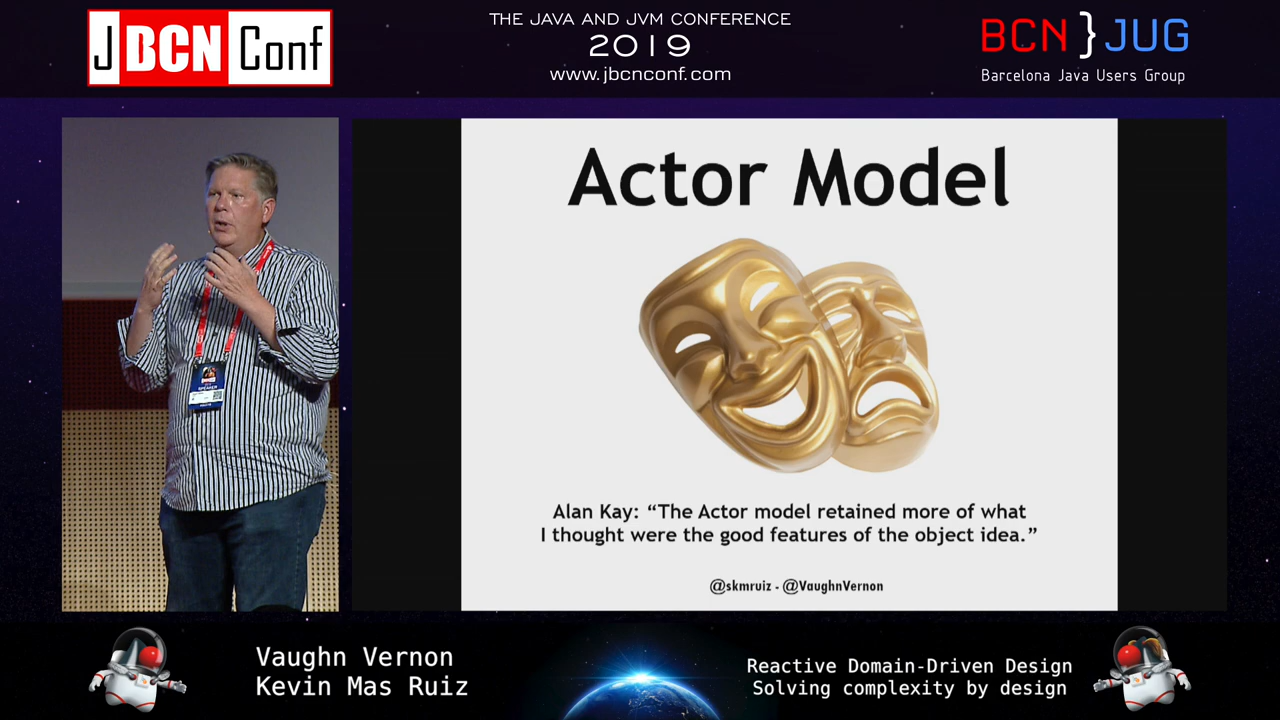 JBCNConf
THE JAVA AND JVM CONFERENCE
2019
www.jbcnconf.com
BCN}JUG
Barcelona Java Users Group
Actor Model
Alan Kay: “The Actor model retained more of what
I thought were the good features of the object idea.”
@skmruiz - @VaughnVernon
SPEAKER
Vaughn Vernon
Kevin Mas Ruiz
Reactive Domain-Driven Design
Solving complexity by design